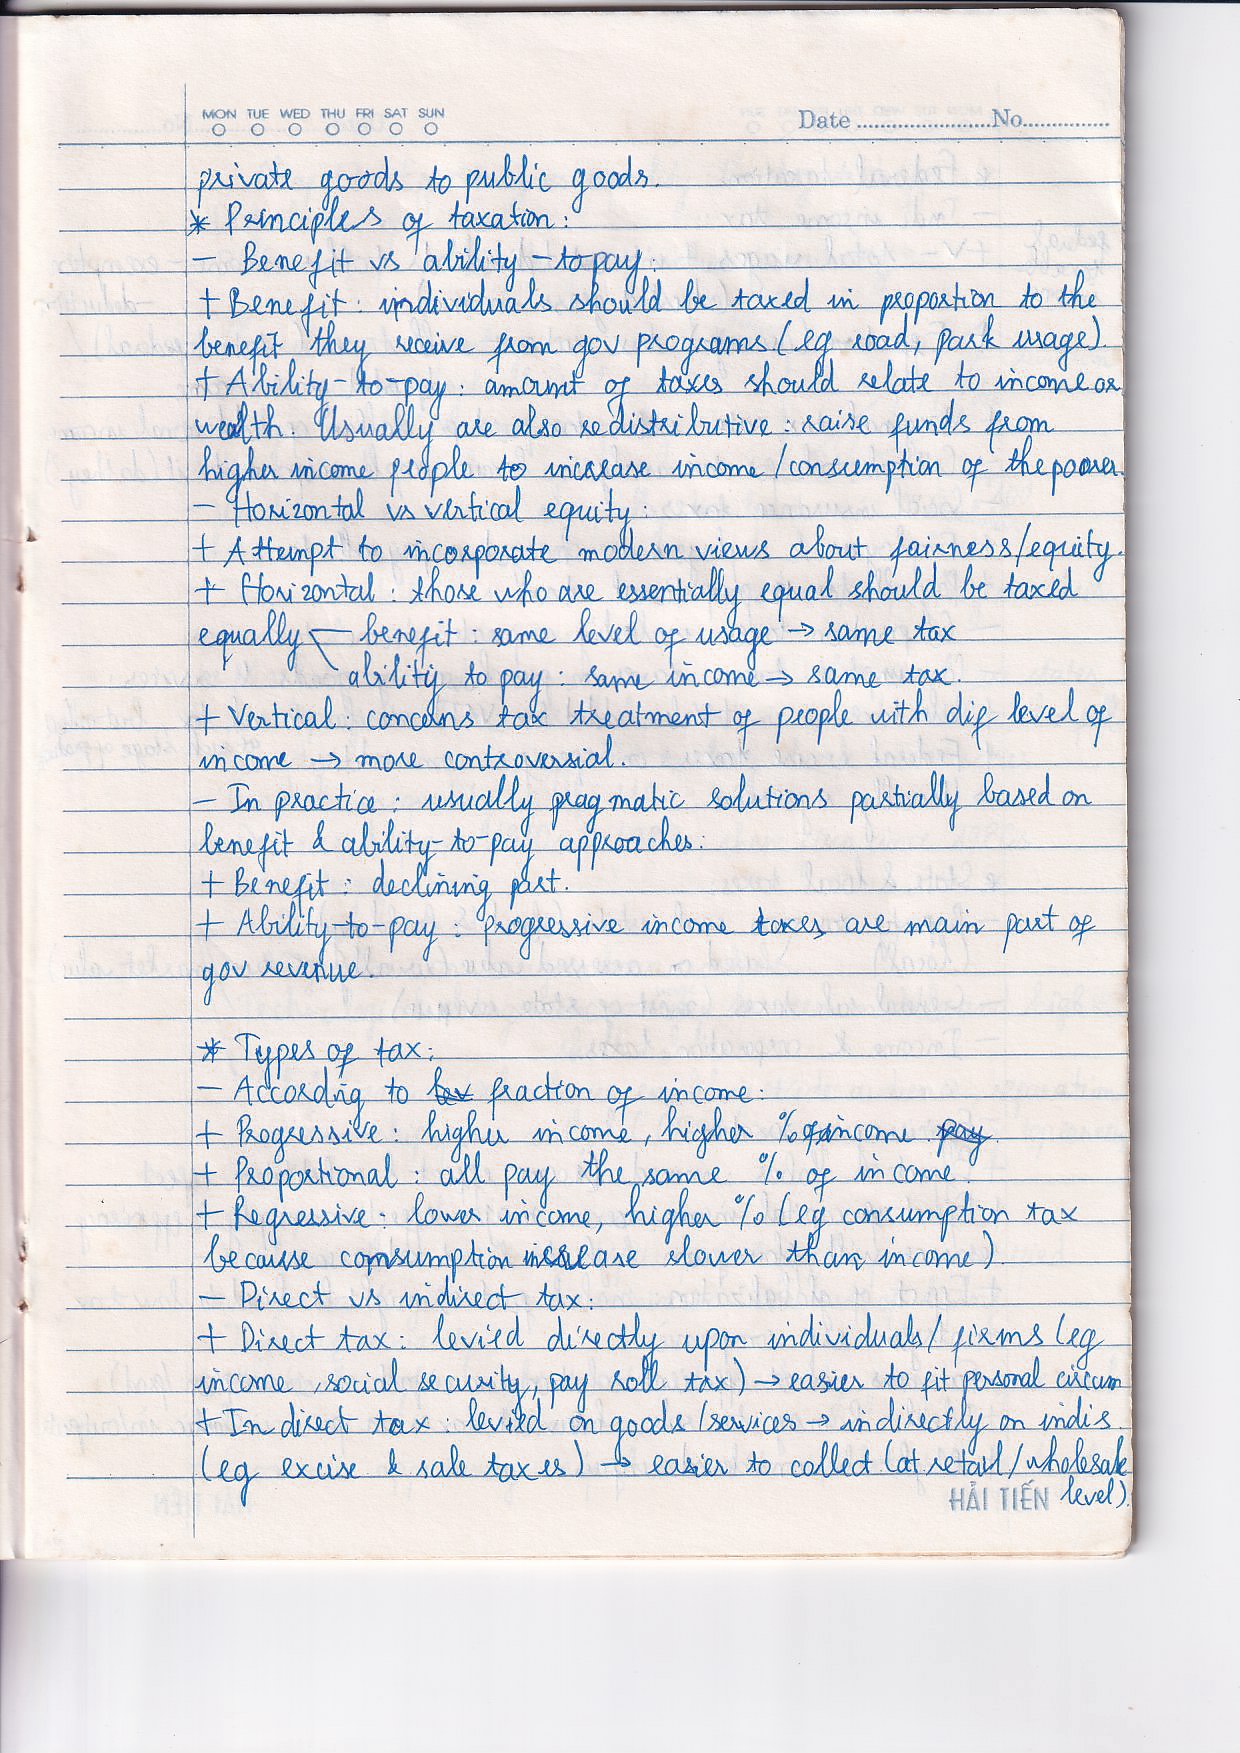 MON TUE WED THU FRI SAT SUN
Date ........................No...............
private goods to public goods.
* Principles of taxation:
- Benefit vs ability-to pay:
+ Benefit: individuals should be taxed in proportion to the
benefit they receive from gov programs (eg road, park usage).
+ Ability-to-pay: amount of taxes should relate to income or
wealth. Usually are also redistributive: raise funds from
higher income people to increase income/consumption of the poorer.
- Horizontal vs vertical equity:
+ Attempt to incorporate modern views about fairness/equity.
+ Horizontal: those who are essentially equal should be taxed
equally benefit: same level of usage → same tax
ability to pay: same income → same tax.
+ Vertical: concerns tax treatment of people with dif level of
income → more controversial.
- In practice: usually pragmatic solutions partially based on
benefit & ability-to-pay approaches:
+ Benefit: declining part.
+ Ability-to-pay: progressive income taxes are main part of
gov revenue.
* Types of tax:
- According to fraction of income:
+ Progressive: higher income, higher % of income pay.
+ Proportional: all pay the same % of income.
+ Regressive: lower income, higher % (eg consumption tax
because consumption increase slower than income).
- Direct vs indirect tax:
+ Direct tax: levied directly upon individuals/firms (eg
income, social security, pay roll tax) → easier to fit personal circum
+ Indirect tax: levied on goods/services → indirectly on indis.
(eg excise & sale taxes) → easier to collect (at retail/wholesale
level).
HẢI TIẾN